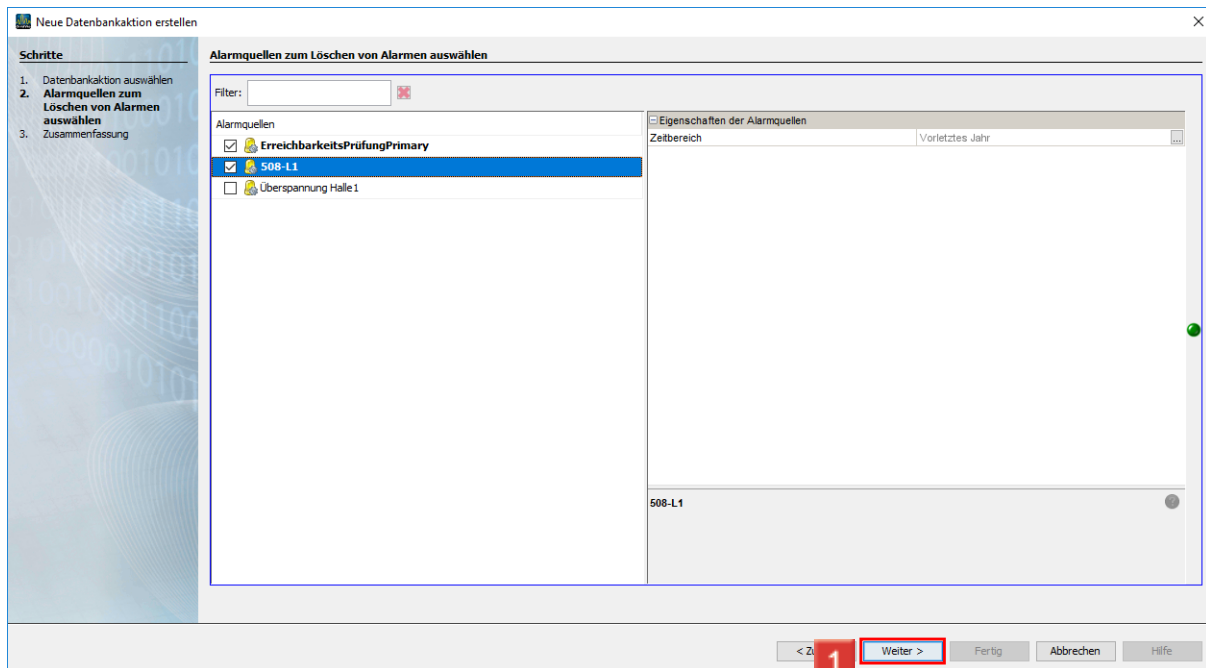 Neue Datenbankaktion erstellen
Schritte
1. Datenbankaktion auswählen
2. Alarmquellen zum
Löschen von Alarmen
auswählen
3. Zusammenfassung
Alarmquellen zum Löschen von Alarmen auswählen
Filter:
Alarmquellen
ErreichbarkeitsPrüfungPrimary
508-L1
Überspannung Halle1
Eigenschaften der Alarmquellen
Zeitbereich Vorletztes Jahr ...
508-L1
?
< Zu
1
Weiter > Fertig Abbrechen Hilfe